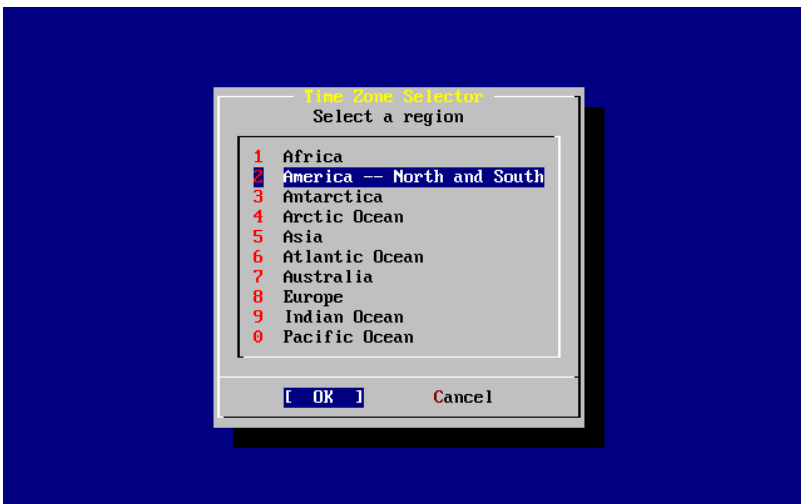 Time Zone Selector
Select a region
1 Africa
2 America -- North and South
3 Antarctica
4 Arctic Ocean
5 Asia
6 Atlantic Ocean
7 Australia
8 Europe
9 Indian Ocean
0 Pacific Ocean
[ OK ] Cancel